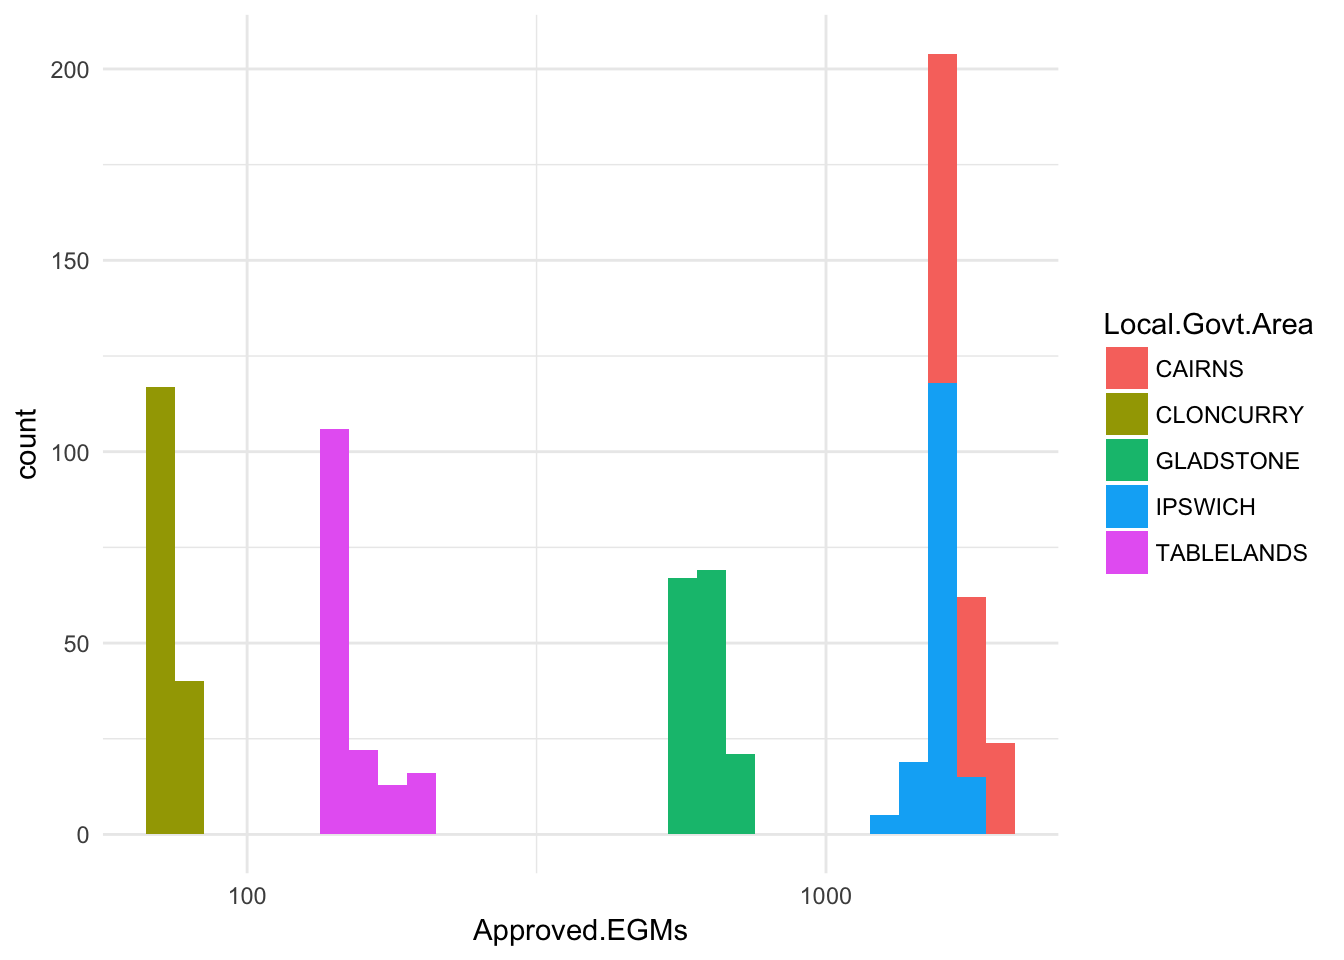 200
150
100
50
0
count
100
1000
Approved.EGMs
Local.Govt.Area
CAIRNS
CLONCURRY
GLADSTONE
IPSWICH
TABLELANDS